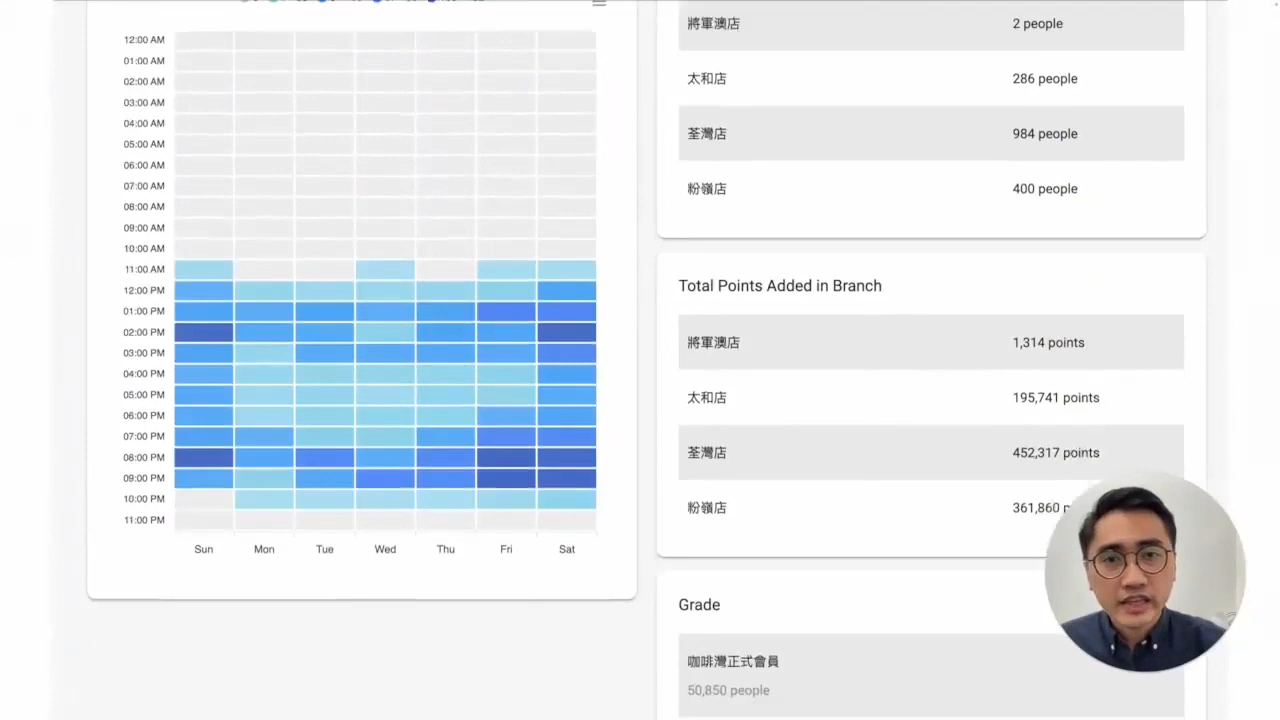 12:00 AM
01:00 AM
02:00 AM
03:00 AM
04:00 AM
05:00 AM
06:00 AM
07:00 AM
08:00 AM
09:00 AM
10:00 AM
11:00 AM
12:00 PM
01:00 PM
02:00 PM
03:00 PM
04:00 PM
05:00 PM
06:00 PM
07:00 PM
08:00 PM
09:00 PM
10:00 PM
11:00 PM
Sun Mon Tue Wed Thu Fri Sat
將軍澳店 2 people
太和店 286 people
荃灣店 984 people
粉嶺店 400 people
Total Points Added in Branch
將軍澳店 1,314 points
太和店 195,741 points
荃灣店 452,317 points
粉嶺店 361,860
Grade
咖啡灣正式會員
50,850 people